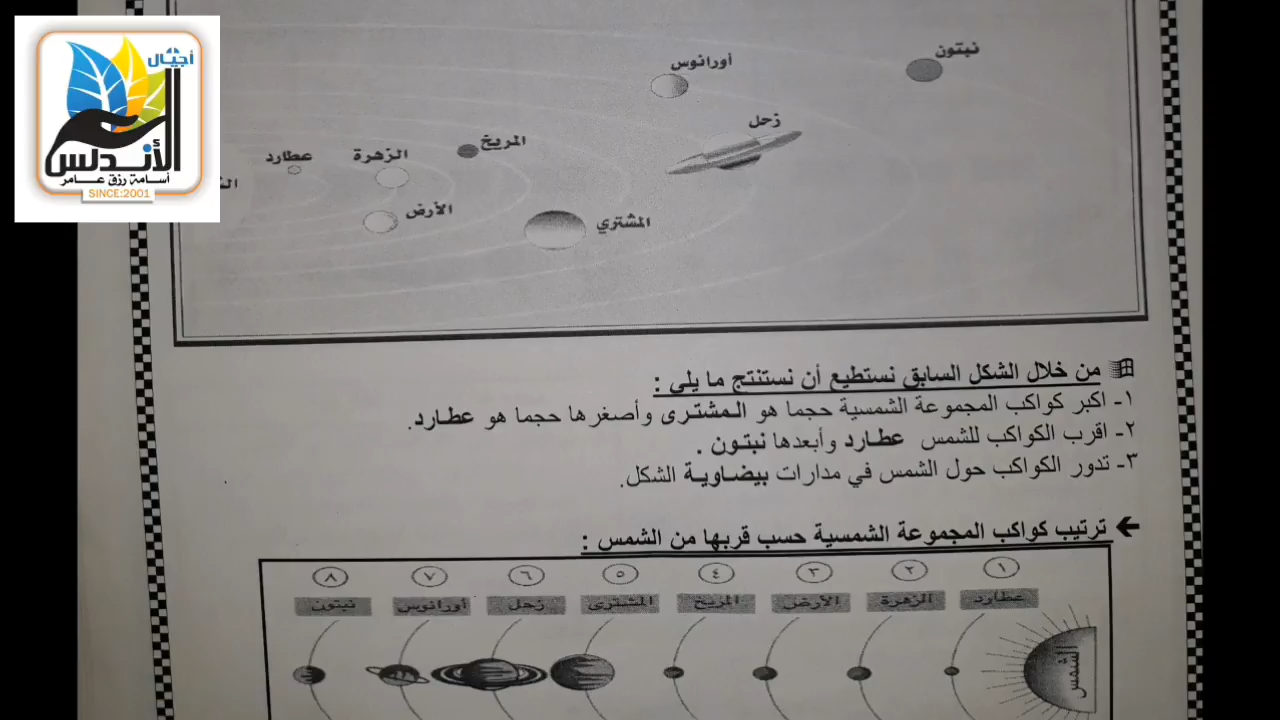 أجيال
الأندلس
أسامة رزق عامر
SINCE:2001
نبتون
أورانوس
زحل
المريخ
الزهرة
عطارد
الأرض
المشتري
من خلال الشكل السابق نستطيع أن نستنتج ما يلى :
١- اكبر كواكب المجموعة الشمسية حجما هو المشترى وأصغرها حجما هو عطارد.
٢- اقرب الكواكب للشمس عطارد وأبعدها نبتون .
٣- تدور الكواكب حول الشمس في مدارات بيضاوية الشكل.
ترتيب كواكب المجموعة الشمسية حسب قربها من الشمس :
١ ٢ ٣ ٤ ٥ ٦ ٧ ٨
عطارد الزهرة الأرض المريخ المشترى زحل أورانوس نبتون
الشمس